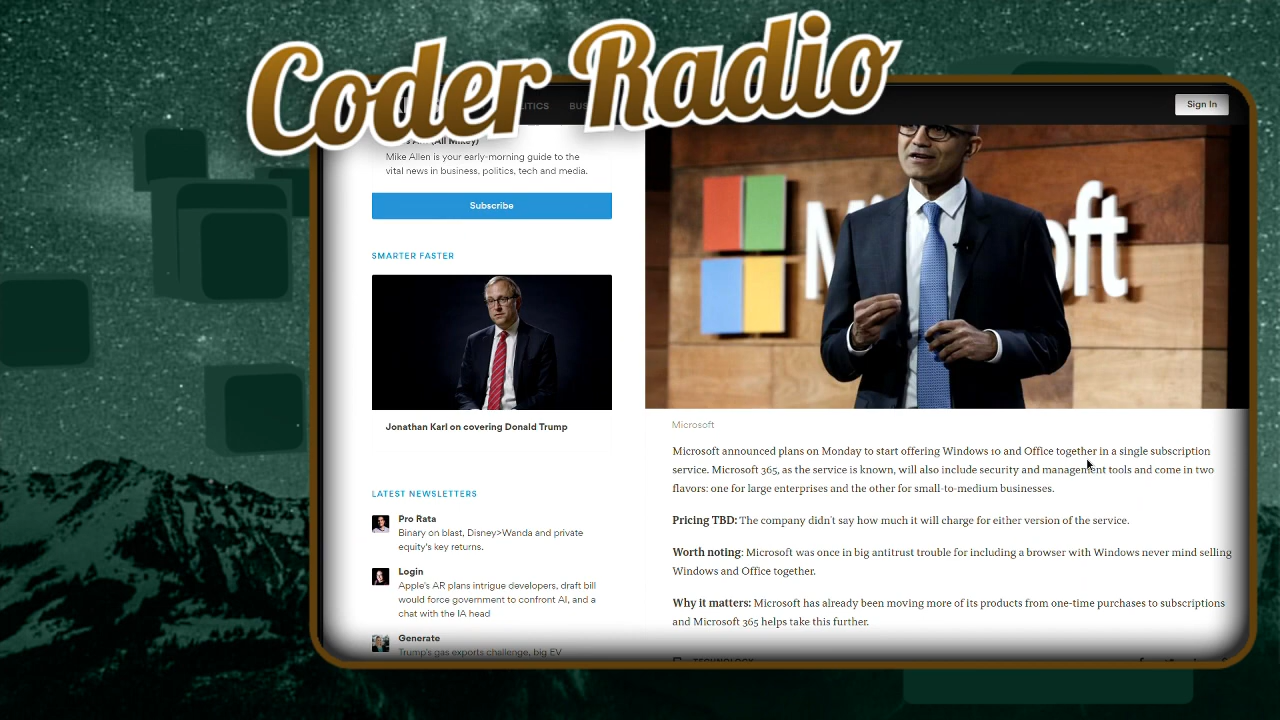 Coder Radio
Sign In
Mike Allen is your early-morning guide to the
vital news in business, politics, tech and media.
Subscribe
SMARTER FASTER
Jonathan Karl on covering Donald Trump
LATEST NEWSLETTERS
Pro Rata
Binary on blast, Disney>Wanda and private
equity's key returns.
Login
Apple's AR plans intrigue developers, draft bill
would force government to confront AI, and a
chat with the IA head
Generate
Trump's gas exports challenge, big EV
Microsoft
Microsoft announced plans on Monday to start offering Windows 10 and Office together in a single subscription
service. Microsoft 365, as the service is known, will also include security and management tools and come in two
flavors: one for large enterprises and the other for small-to-medium businesses.
Pricing TBD: The company didn't say how much it will charge for either version of the service.
Worth noting: Microsoft was once in big antitrust trouble for including a browser with Windows never mind selling
Windows and Office together.
Why it matters: Microsoft has already been moving more of its products from one-time purchases to subscriptions
and Microsoft 365 helps take this further.